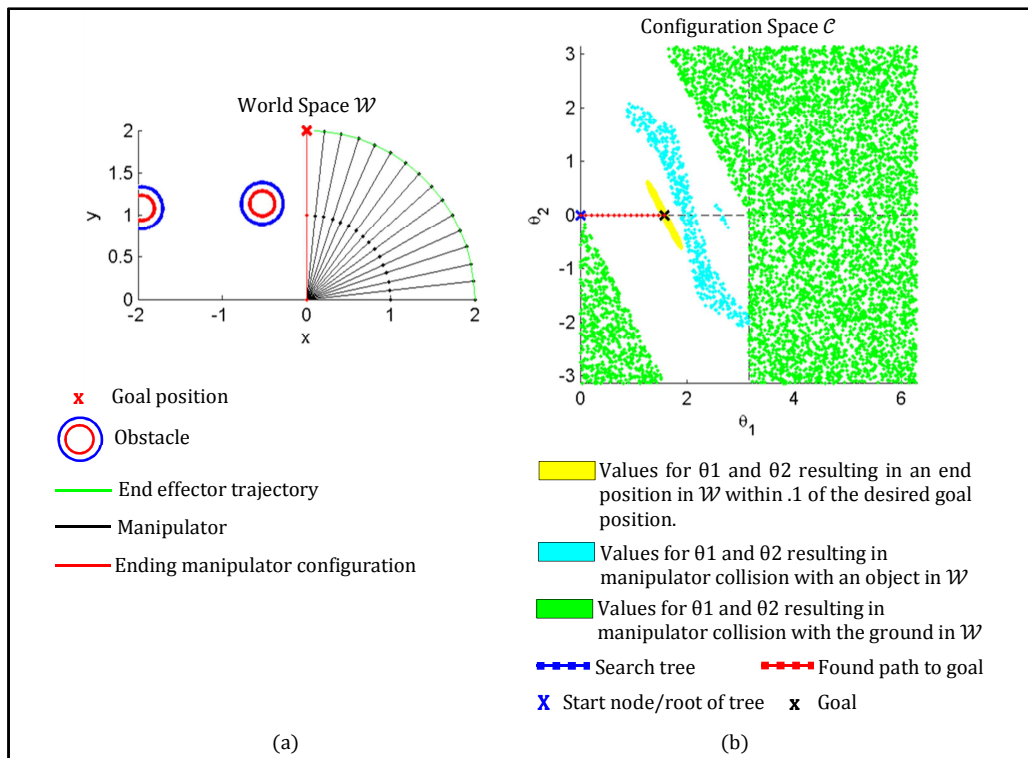 World Space 𝒲
2
1.5
y
1
0.5
0
-2
-1
0
1
2
x
x Goal position
Obstacle
End effector trajectory
Manipulator
Ending manipulator configuration
(a)
Configuration Space 𝒞
3
2
1
θ2
0
-1
-2
-3
0
2
4
6
θ1
Values for θ1 and θ2 resulting in an end
position in 𝒲 within .1 of the desired goal
position.
Values for θ1 and θ2 resulting in
manipulator collision with an object in 𝒲
Values for θ1 and θ2 resulting in
manipulator collision with the ground in 𝒲
Search tree
Found path to goal
X Start node/root of tree
x Goal
(b)